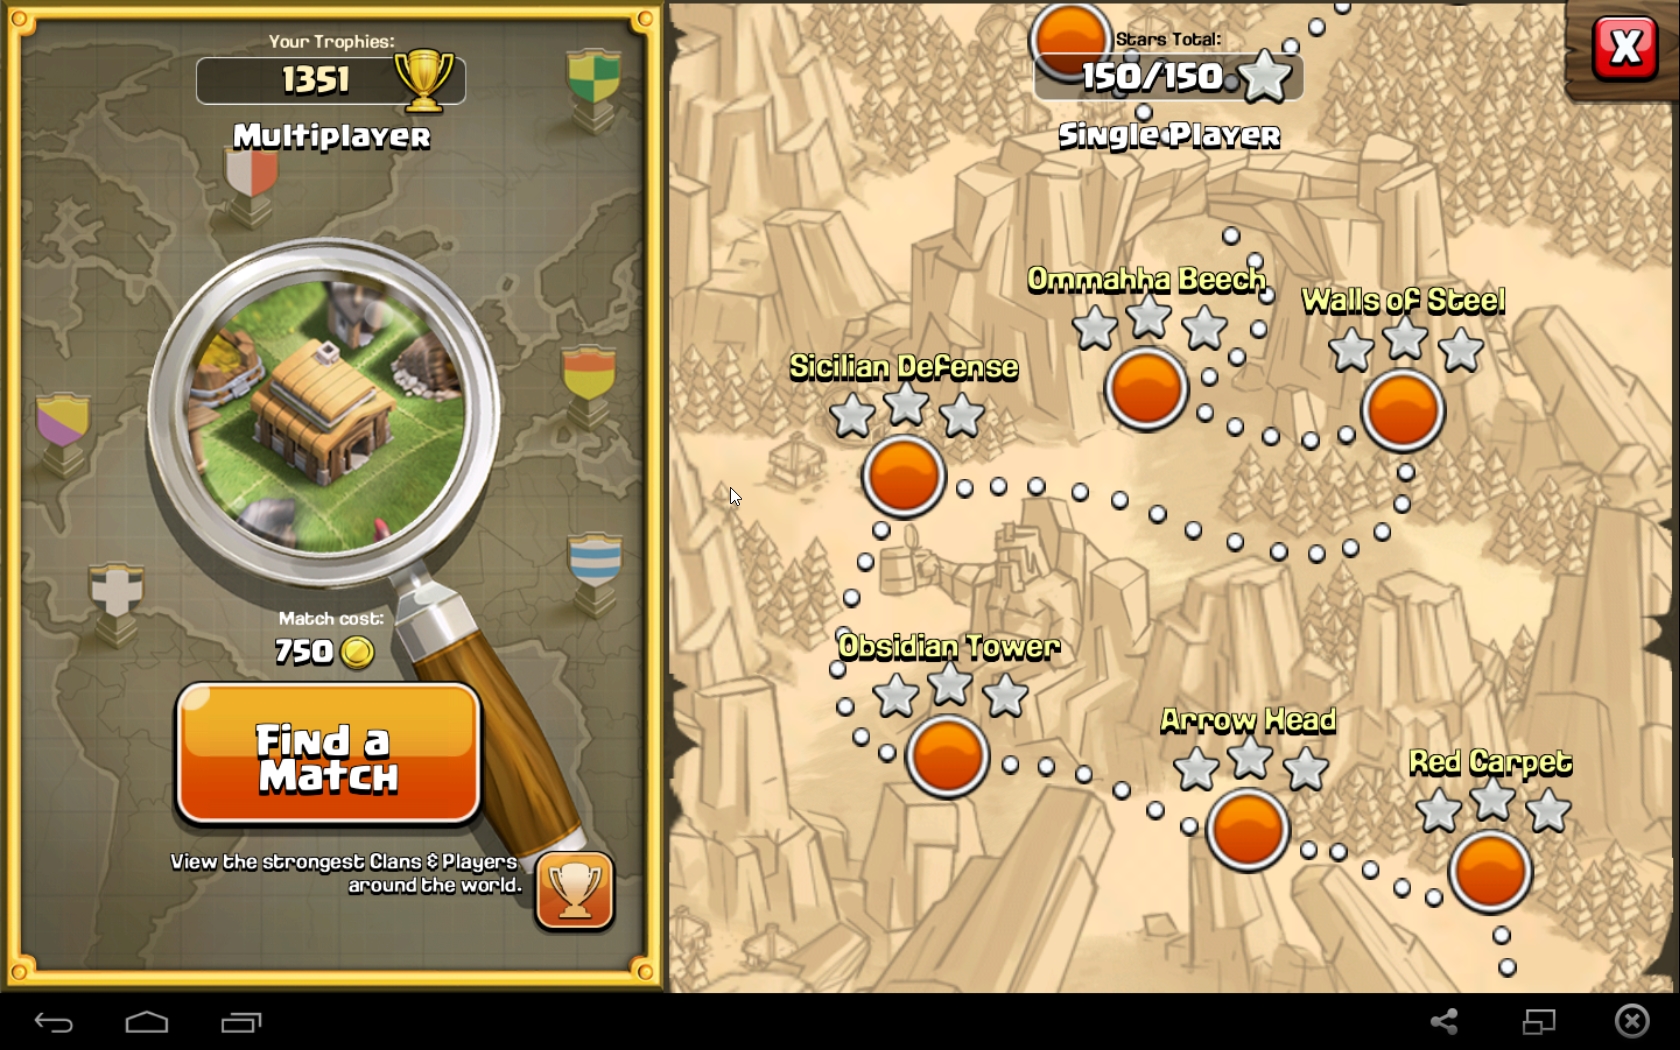 Your Trophies:
1351
Multiplayer
Match cost:
750
Find a
Match
View the strongest Clans & Players
around the world.
Stars Total:
150/150
Single Player
Ommahha Beech
Walls of Steel
Sicilian Defense
Obsidian Tower
Arrow Head
Red Carpet
X